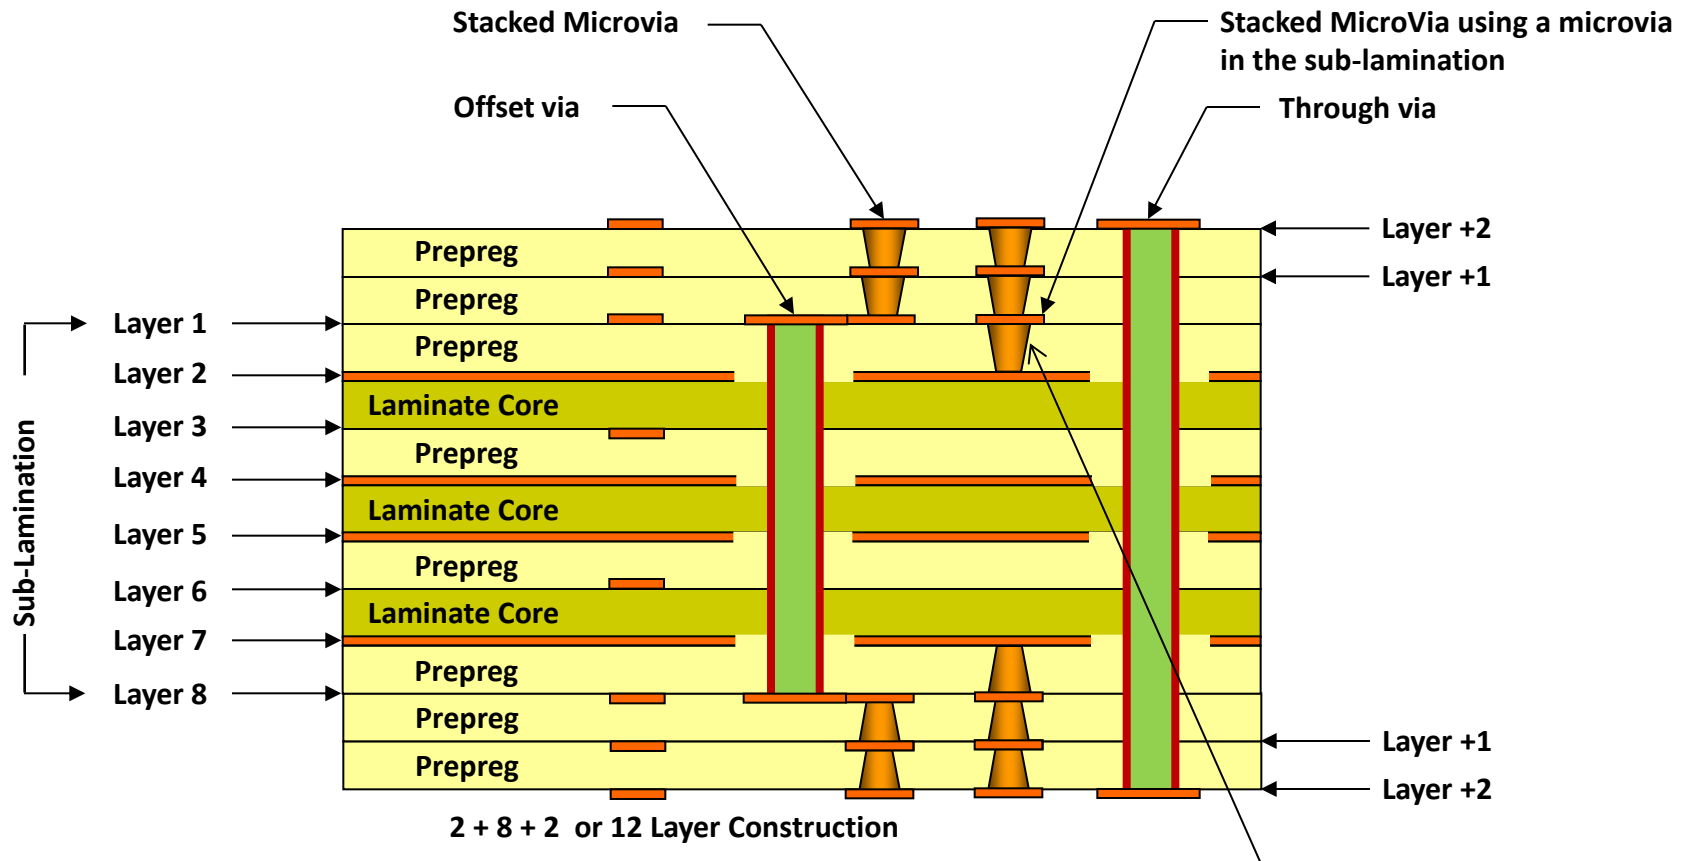 Stacked Microvia
Stacked MicroVia using a microvia
in the sub-lamination
Offset via
Through via
Layer +2
Prepreg
Layer +1
Prepreg
Layer 1
Prepreg
Layer 2
Laminate Core
Layer 3
Prepreg
Layer 4
Laminate Core
Layer 5
Prepreg
Layer 6
Laminate Core
Layer 7
Prepreg
Layer 8
Sub-Lamination
Prepreg
Layer +1
Prepreg
Layer +2
2 + 8 + 2 or 12 Layer Construction